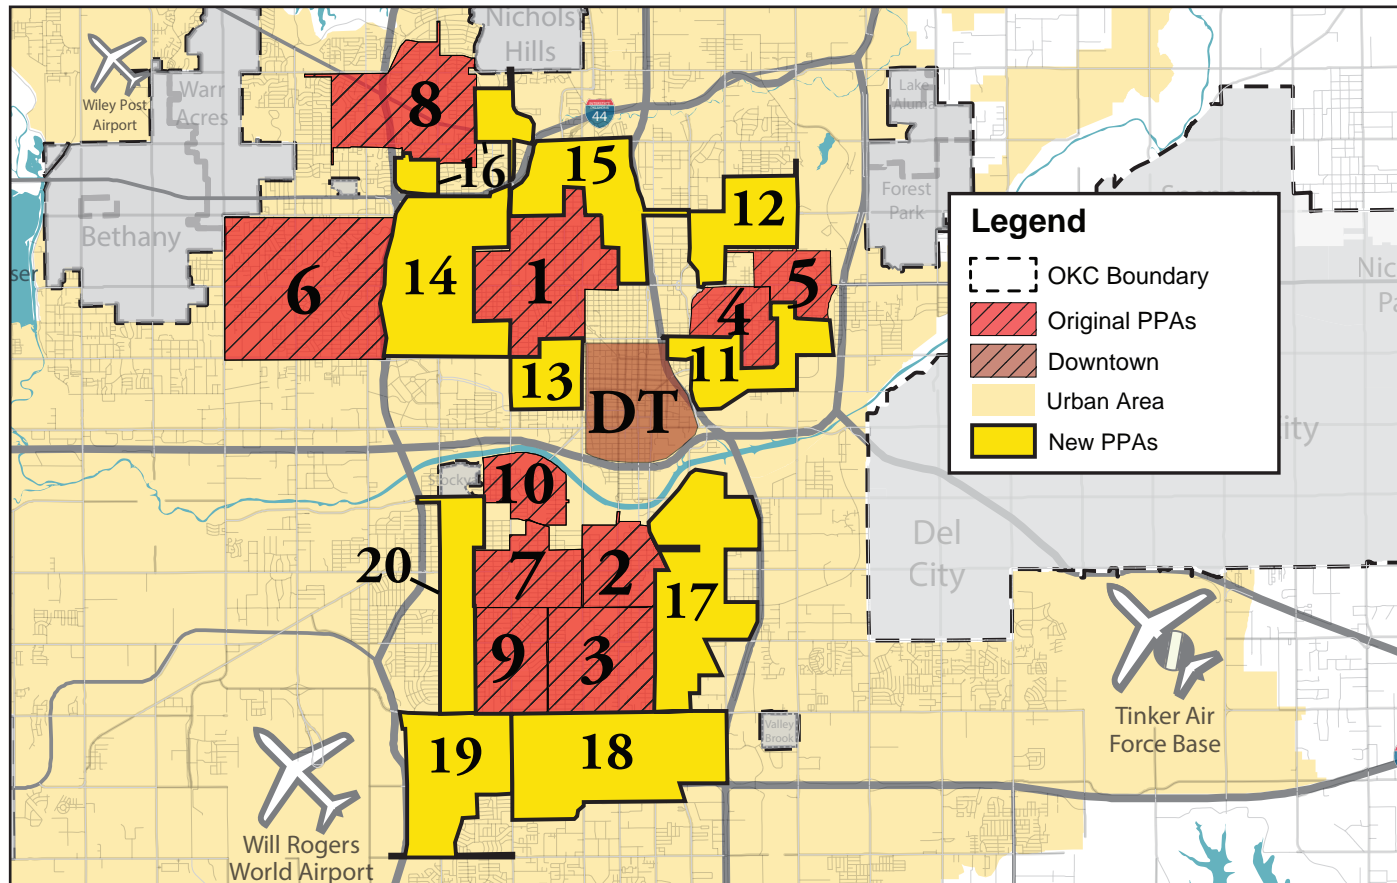 Nichols
Hills
Wiley Post
Airport
Warr
Acres
8
44
Lake
Aluma
15
16
12
Forest
Park
Bethany
6
14
1
5
4
11
13
DT
10
20
7
2
17
9
3
19
18
Del
City
Valley
Brook
Tinker Air
Force Base
Will Rogers
World Airport
Legend
OKC Boundary
Original PPAs
Downtown
Urban Area
New PPAs